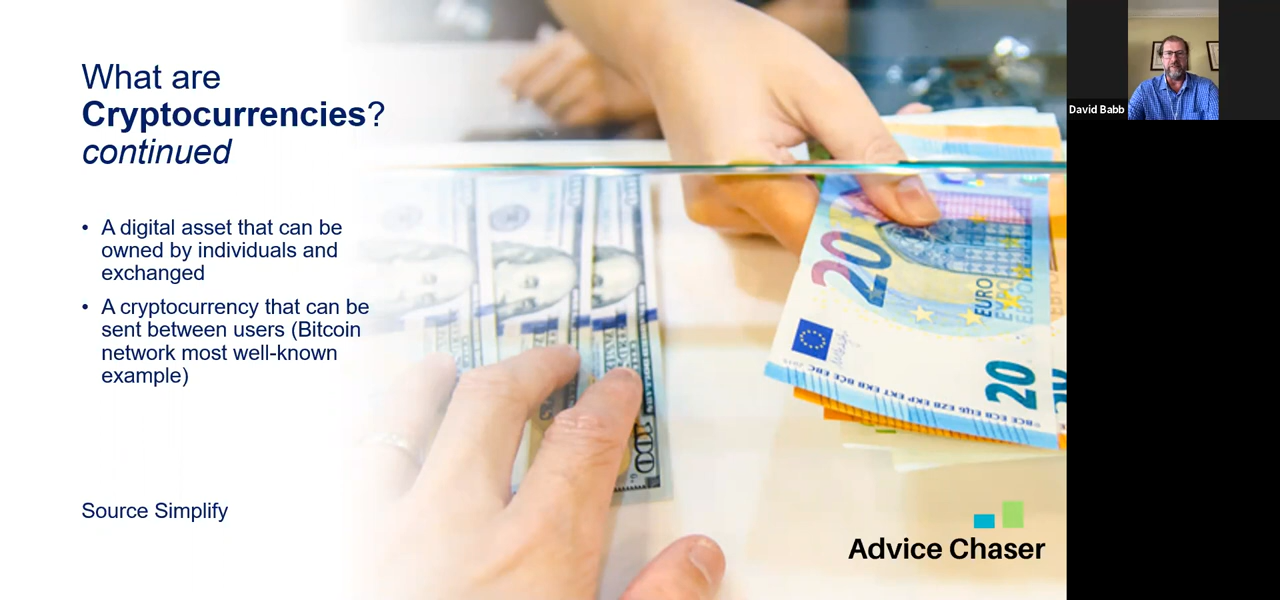 What are
Cryptocurrencies?
continued
• A digital asset that can be
owned by individuals and
exchanged
• A cryptocurrency that can be
sent between users (Bitcoin
network most well-known
example)
Source Simplify
20
EURO
20
100
Advice Chaser
David Babb